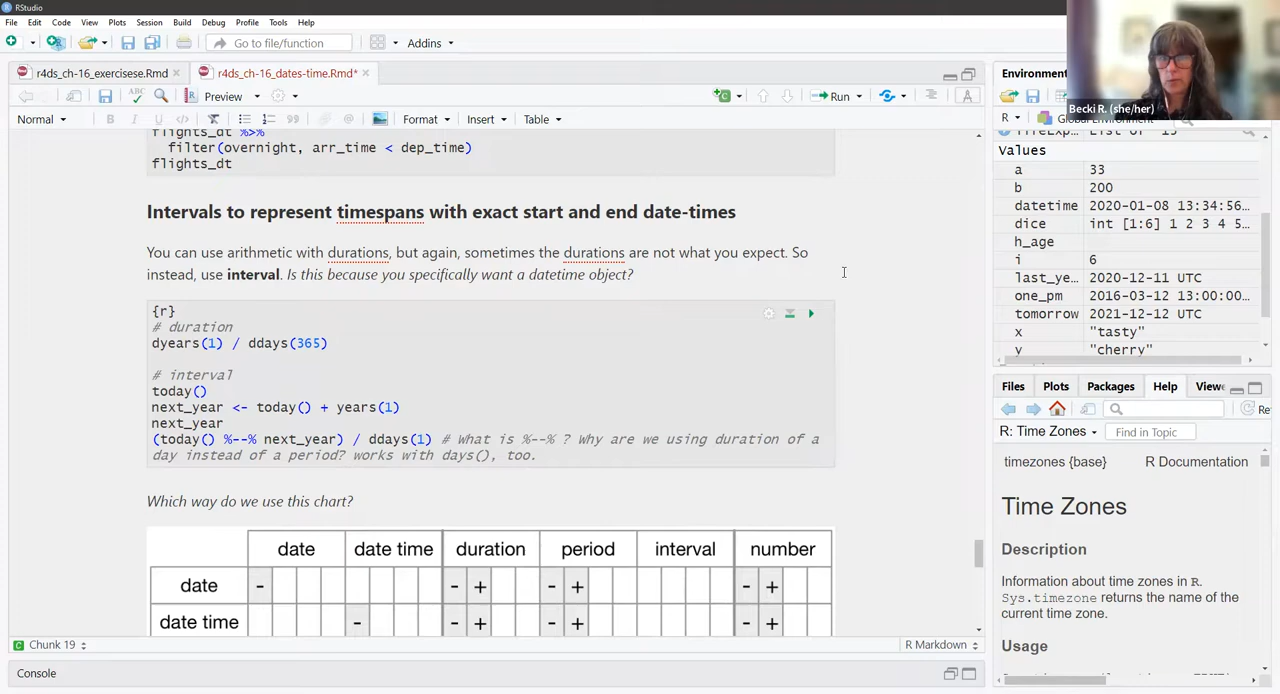 RStudio
File Edit Code View Plots Session Build Debug Profile Tools Help
Go to file/function Addins
r4ds_ch-16_exercisese.Rmd r4ds_ch-16_dates-time.Rmd*
ABC Preview Run
Normal B I U Format Insert Table
flights_dt %>%
filter(overnight, arr_time < dep_time)
flights_dt
Intervals to represent timespans with exact start and end date-times
You can use arithmetic with durations, but again, sometimes the durations are not what you expect. So
instead, use interval. Is this because you specifically want a datetime object?
{r}
# duration
dyears(1) / ddays(365)
# interval
today()
next_year <- today() + years(1)
next_year
(today() %--% next_year) / ddays(1) # What is %--% ? Why are we using duration of a
day instead of a period? works with days(), too.
Which way do we use this chart?
date date time duration period interval number
date - - + - + - +
date time - - + - + - +
Chunk 19 R Markdown
Console
Becki R. (she/her)
Environment
R Global Environment
Values
a 33
b 200
datetime 2020-01-08 13:34:56…
dice int [1:6] 1 2 3 4 5…
h_age
i 6
last_ye… 2020-12-11 UTC
one_pm 2016-03-12 13:00:00…
tomorrow 2021-12-12 UTC
x "tasty"
y "cherry"
Files Plots Packages Help View
Re
R: Time Zones Find in Topic
timezones {base} R Documentation
Time Zones
Description
Information about time zones in R.
Sys.timezone returns the name of the
current time zone.
Usage